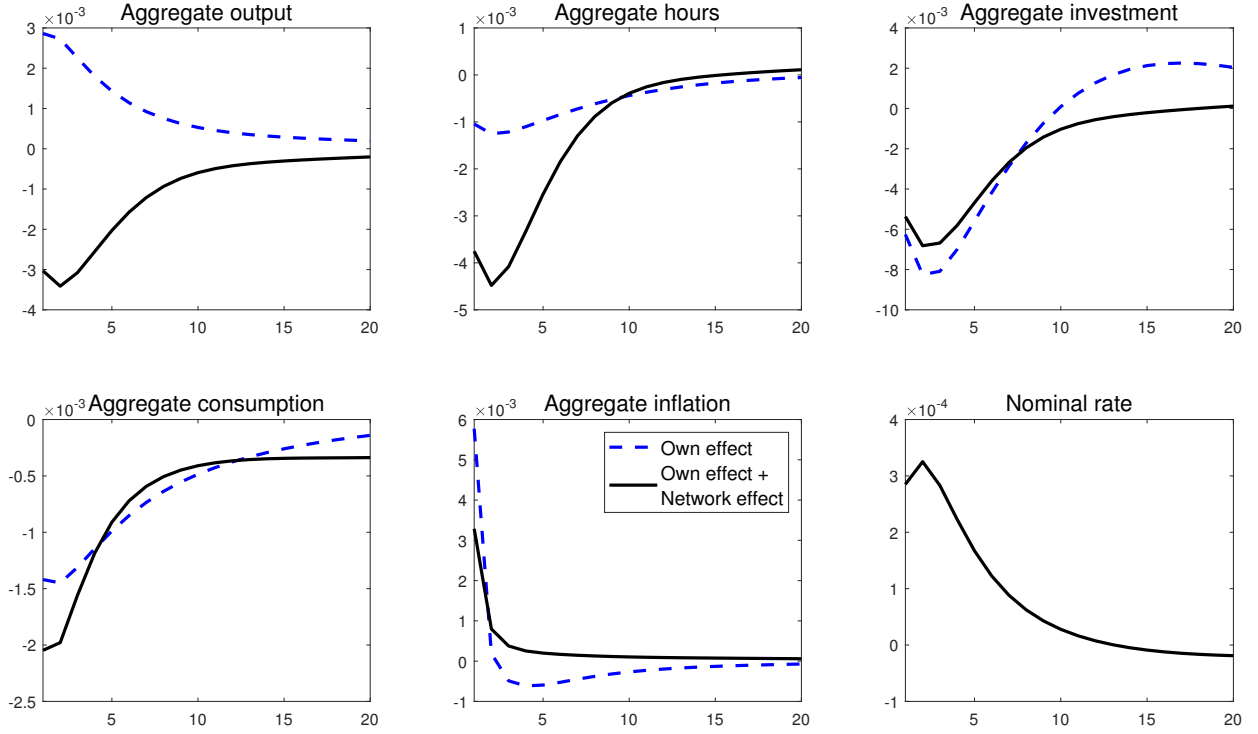 ×10-3 Aggregate output
3
2
1
0
-1
-2
-3
-4
5 10 15 20
×10-3 Aggregate hours
1
0
-1
-2
-3
-4
-5
5 10 15 20
×10-3 Aggregate investment
4
2
0
-2
-4
-6
-8
-10
5 10 15 20
×10-3 Aggregate consumption
0
-0.5
-1
-1.5
-2
-2.5
5 10 15 20
×10-3 Aggregate inflation
6
5
4
3
2
1
0
-1
5 10 15 20
Own effect
Own effect +
Network effect
×10-4 Nominal rate
4
3
2
1
0
-1
5 10 15 20